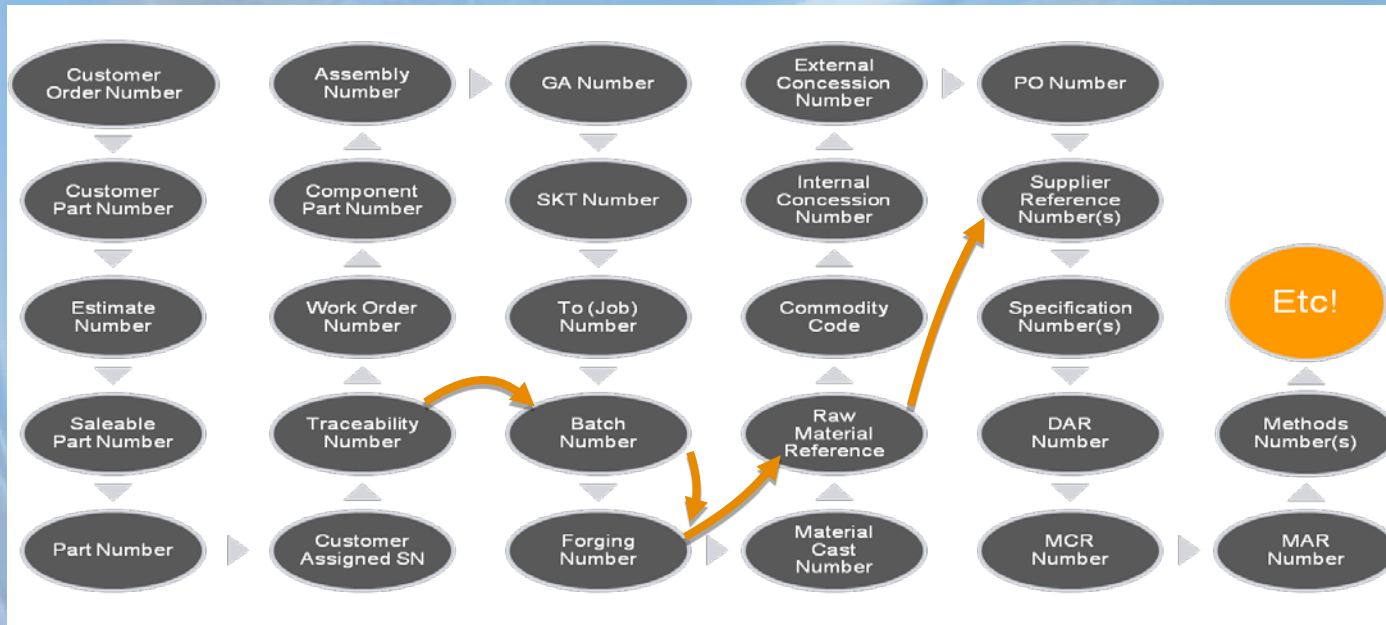 Customer
Order Number
Customer
Part Number
Estimate
Number
Saleable
Part Number
Part Number
Customer
Assigned SN
Traceability
Number
Work Order
Number
Component
Part Number
Assembly
Number
GA Number
SKT Number
To (Job)
Number
Batch
Number
Forging
Number
Material
Cast
Number
Raw
Material
Reference
Commodity
Code
Internal
Concession
Number
External
Concession
Number
PO Number
Supplier
Reference
Number(s)
Specification
Number(s)
DAR
Number
MCR
Number
MAR
Number
Methods
Number(s)
Etc!